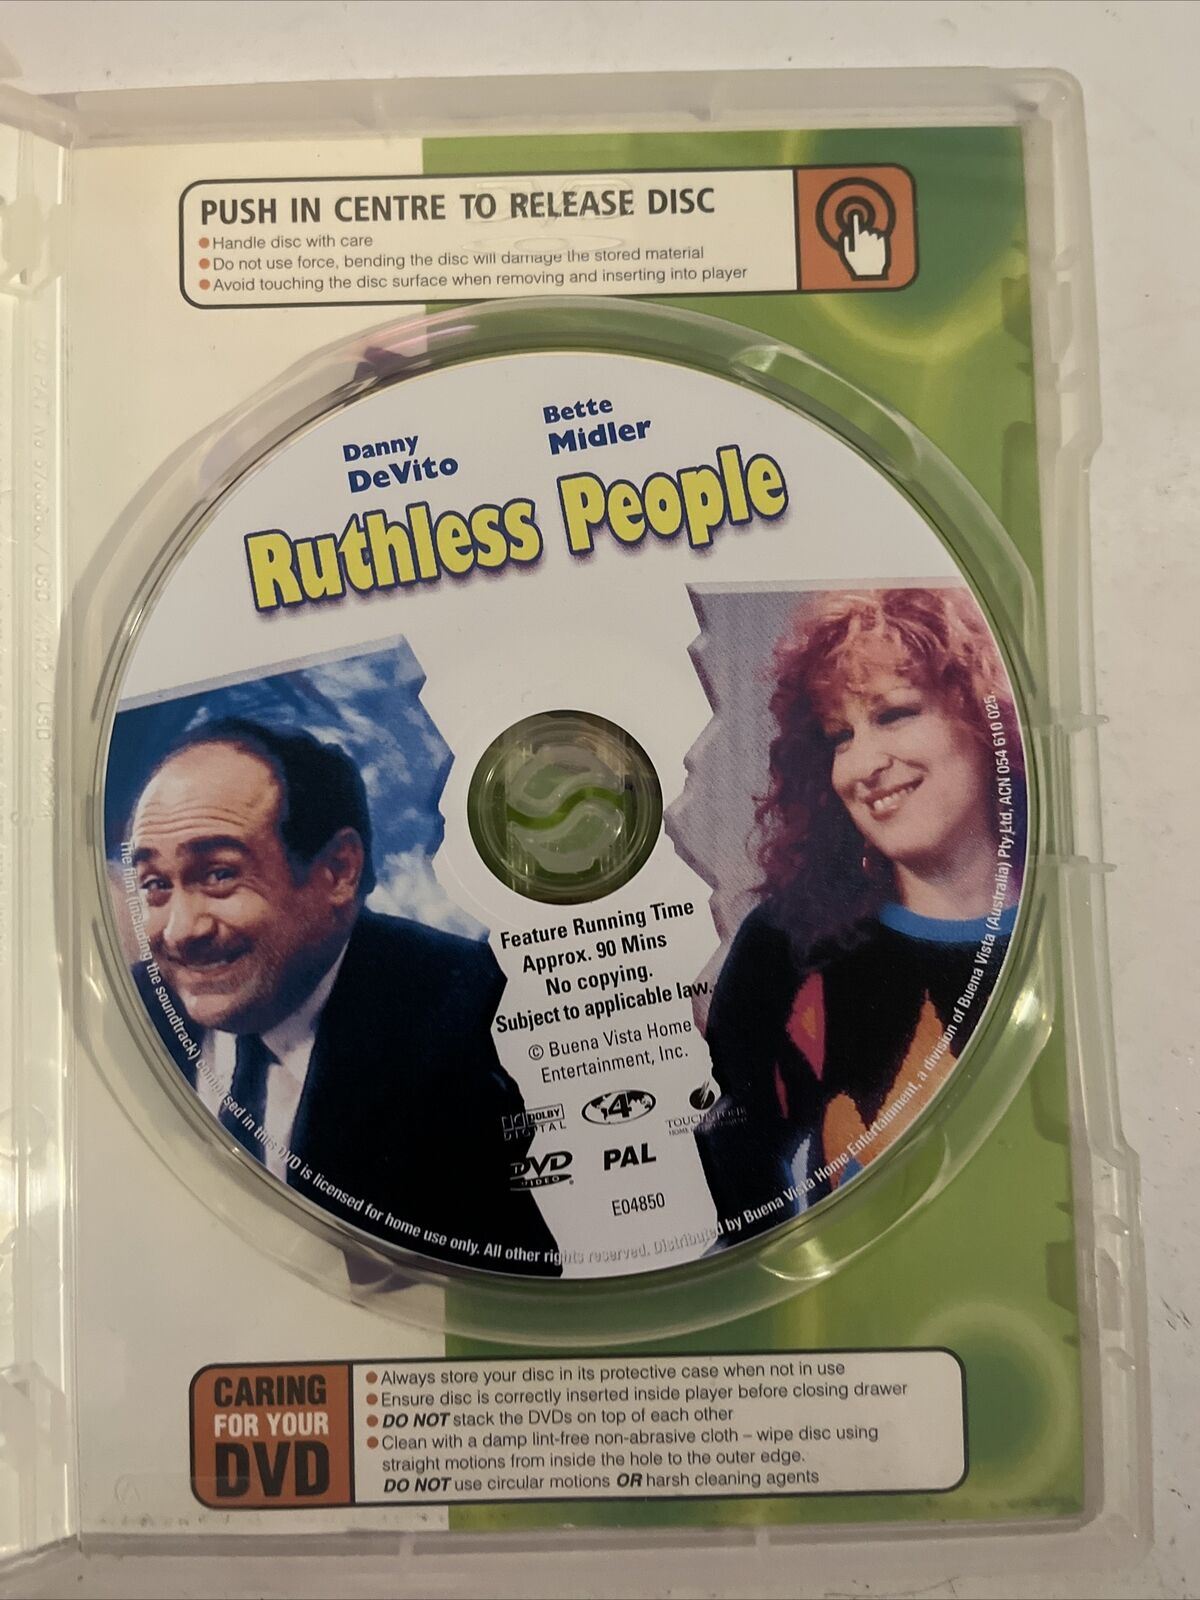 PUSH IN CENTRE TO RELEASE DISC
Handle disc with care
Do not use force, bending the disc will damage the stored material
Avoid touching the disc surface when removing and inserting into player
Danny
DeVito
Bette
Midler
Ruthless People
Feature Running Time
Approx. 90 Mins
No copying.
Subject to applicable law.
© Buena Vista Home
Entertainment, Inc.
DOLBY
DIGITAL
4
TOUCHSTONE
HOME ENTERTAINMENT
DVD
VIDEO
PAL
E04850
The film (including the soundtrack) comprised in this DVD is licensed for home use only. All other rights reserved. Distributed by Buena Vista Home Entertainment, a division of Buena Vista (Australia) Pty Ltd, ACN 054 610 025.
CARING
FOR YOUR
DVD
Always store your disc in its protective case when not in use
Ensure disc is correctly inserted inside player before closing drawer
DO NOT stack the DVDs on top of each other
Clean with a damp lint-free non-abrasive cloth – wipe disc using
straight motions from inside the hole to the outer edge.
DO NOT use circular motions OR harsh cleaning agents